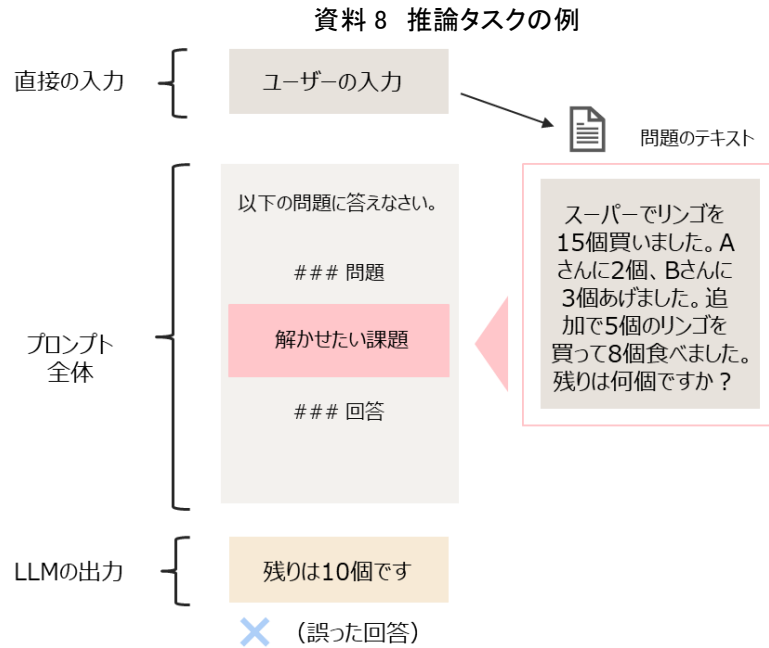 資料 8 推論タスクの例
直接の入力
ユーザーの入力
問題のテキスト
プロンプト
全体
以下の問題に答えなさい。
### 問題
解かせたい課題
### 回答
スーパーでリンゴを
15個買いました。A
さんに2個、Bさんに
3個あげました。追
加で5個のリンゴを
買って8個食べました。
残りは何個ですか？
LLMの出力
残りは10個です
（誤った回答）